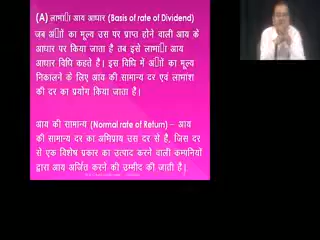 (A) लाभांश आय आधार (Basis of rate of Dividend)
जब अंशों का मूल्य उस पर प्राप्त होने वाली आय के
आधार पर किया जाता है तब इसे लाभांश आय
आधार विधि कहते है। इस विधि में अंशों का मूल्य
निकालने के लिए आय की सामान्य दर एवं लाभांश
की दर का प्रयोग किया जाता है।
आय की सामान्य (Normal rate of Return) – आय
की सामान्य दर का अभिप्राय उस दर से है, जिस दर
से एक विशेष प्रकार का उत्पाद करने वाली कम्पनियों
द्वारा आय अर्जित करने की उम्मीद की जाती है।